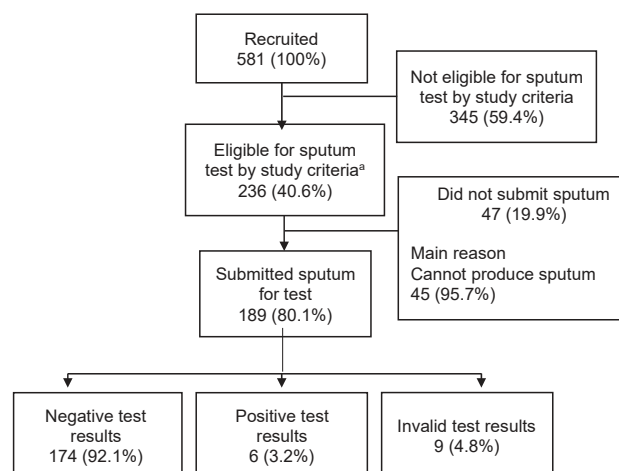 Recruited
581 (100%)
Not eligible for sputum
test by study criteria
345 (59.4%)
Eligible for sputum
test by study criteriaᵃ
236 (40.6%)
Did not submit sputum
47 (19.9%)
Main reason
Cannot produce sputum
45 (95.7%)
Submitted sputum
for test
189 (80.1%)
Negative test
results
174 (92.1%)
Positive test
results
6 (3.2%)
Invalid test results
9 (4.8%)